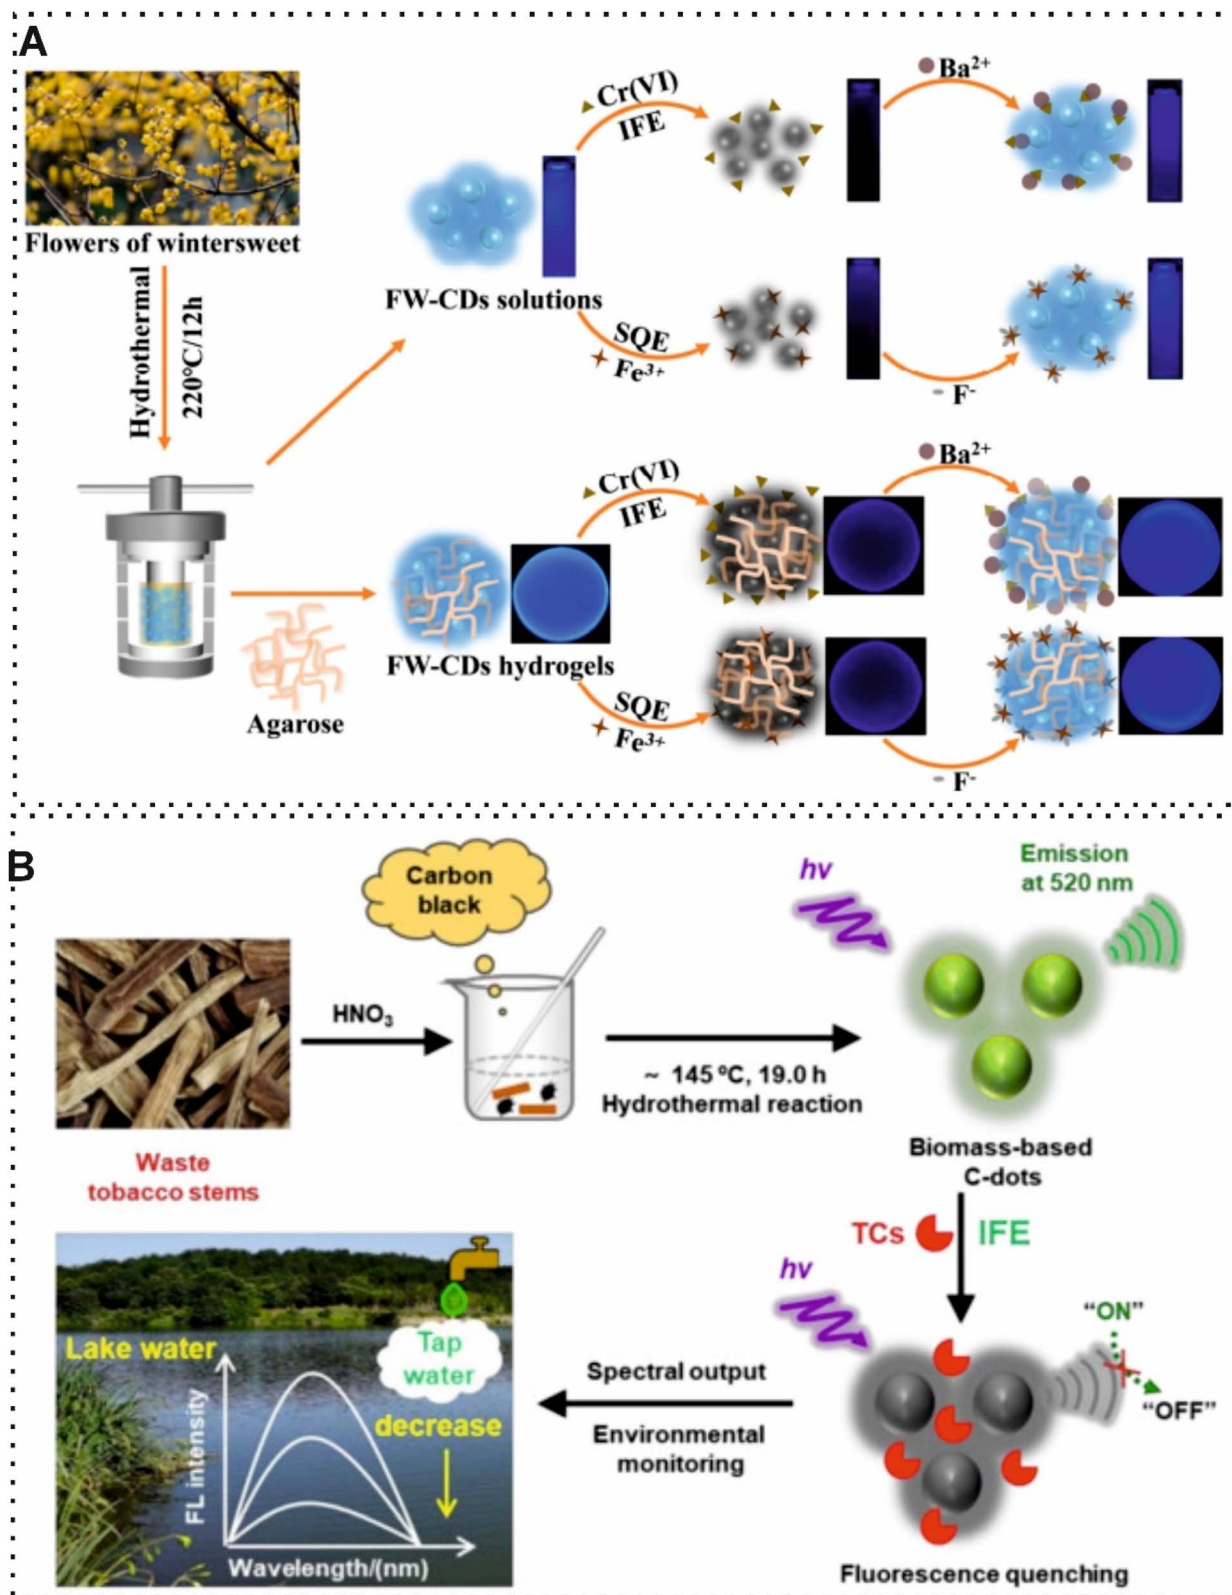 A
Flowers of wintersweet
Hydrothermal
220°C/12h
FW-CDs solutions
Cr(VI)
IFE
Ba²⁺
SQE
Fe³⁺
F⁻
Agarose
FW-CDs hydrogels
Cr(VI)
IFE
Ba²⁺
SQE
Fe³⁺
F⁻
B
Carbon
black
HNO₃
Waste
tobacco stems
~ 145 ºC, 19.0 h
Hydrothermal reaction
hv
Emission
at 520 nm
Biomass-based
C-dots
TCs
IFE
hv
"ON"
"OFF"
Fluorescence quenching
Spectral output
Environmental
monitoring
Lake water
Tap
water
decrease
FL intensity
Wavelength/(nm)